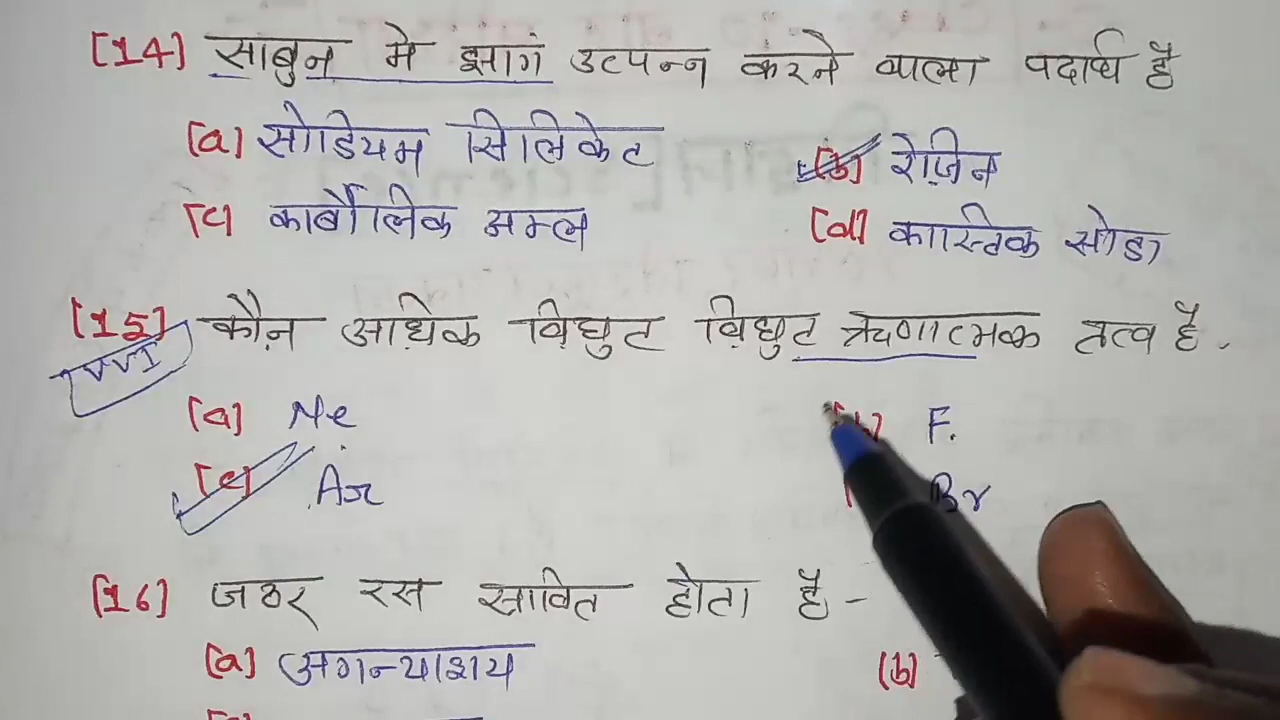 [14] साबुन मे झागं उत्पन्न करने वाला पदार्थ है
[a] सोडियम सिलिकेट [b] रेज़िन
[c] कार्बोलिक अम्ल [d] कास्टिक सोडा
[15] कौन अधिक विधुत विधुत ऋणात्मक तत्व है.
VVI
[a] Ne [b] F.
[c] Ar Br
[16] जठर रस स्रावित होता है -
[a] अगन्याशय (b)